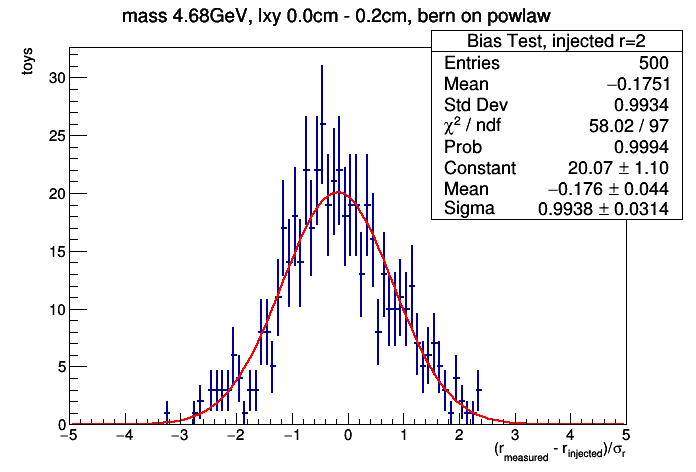 mass 4.68GeV, lxy 0.0cm - 0.2cm, bern on powlaw
Bias Test, injected r=2
Entries 500
Mean −0.1751
Std Dev 0.9934
χ² / ndf 58.02 / 97
Prob 0.9994
Constant 20.07 ± 1.10
Mean −0.176 ± 0.044
Sigma 0.9938 ± 0.0314
toys
30
25
20
15
10
5
0
−5 −4 −3 −2 −1 0 1 2 3 4 5
(r_measured - r_injected)/σ_r